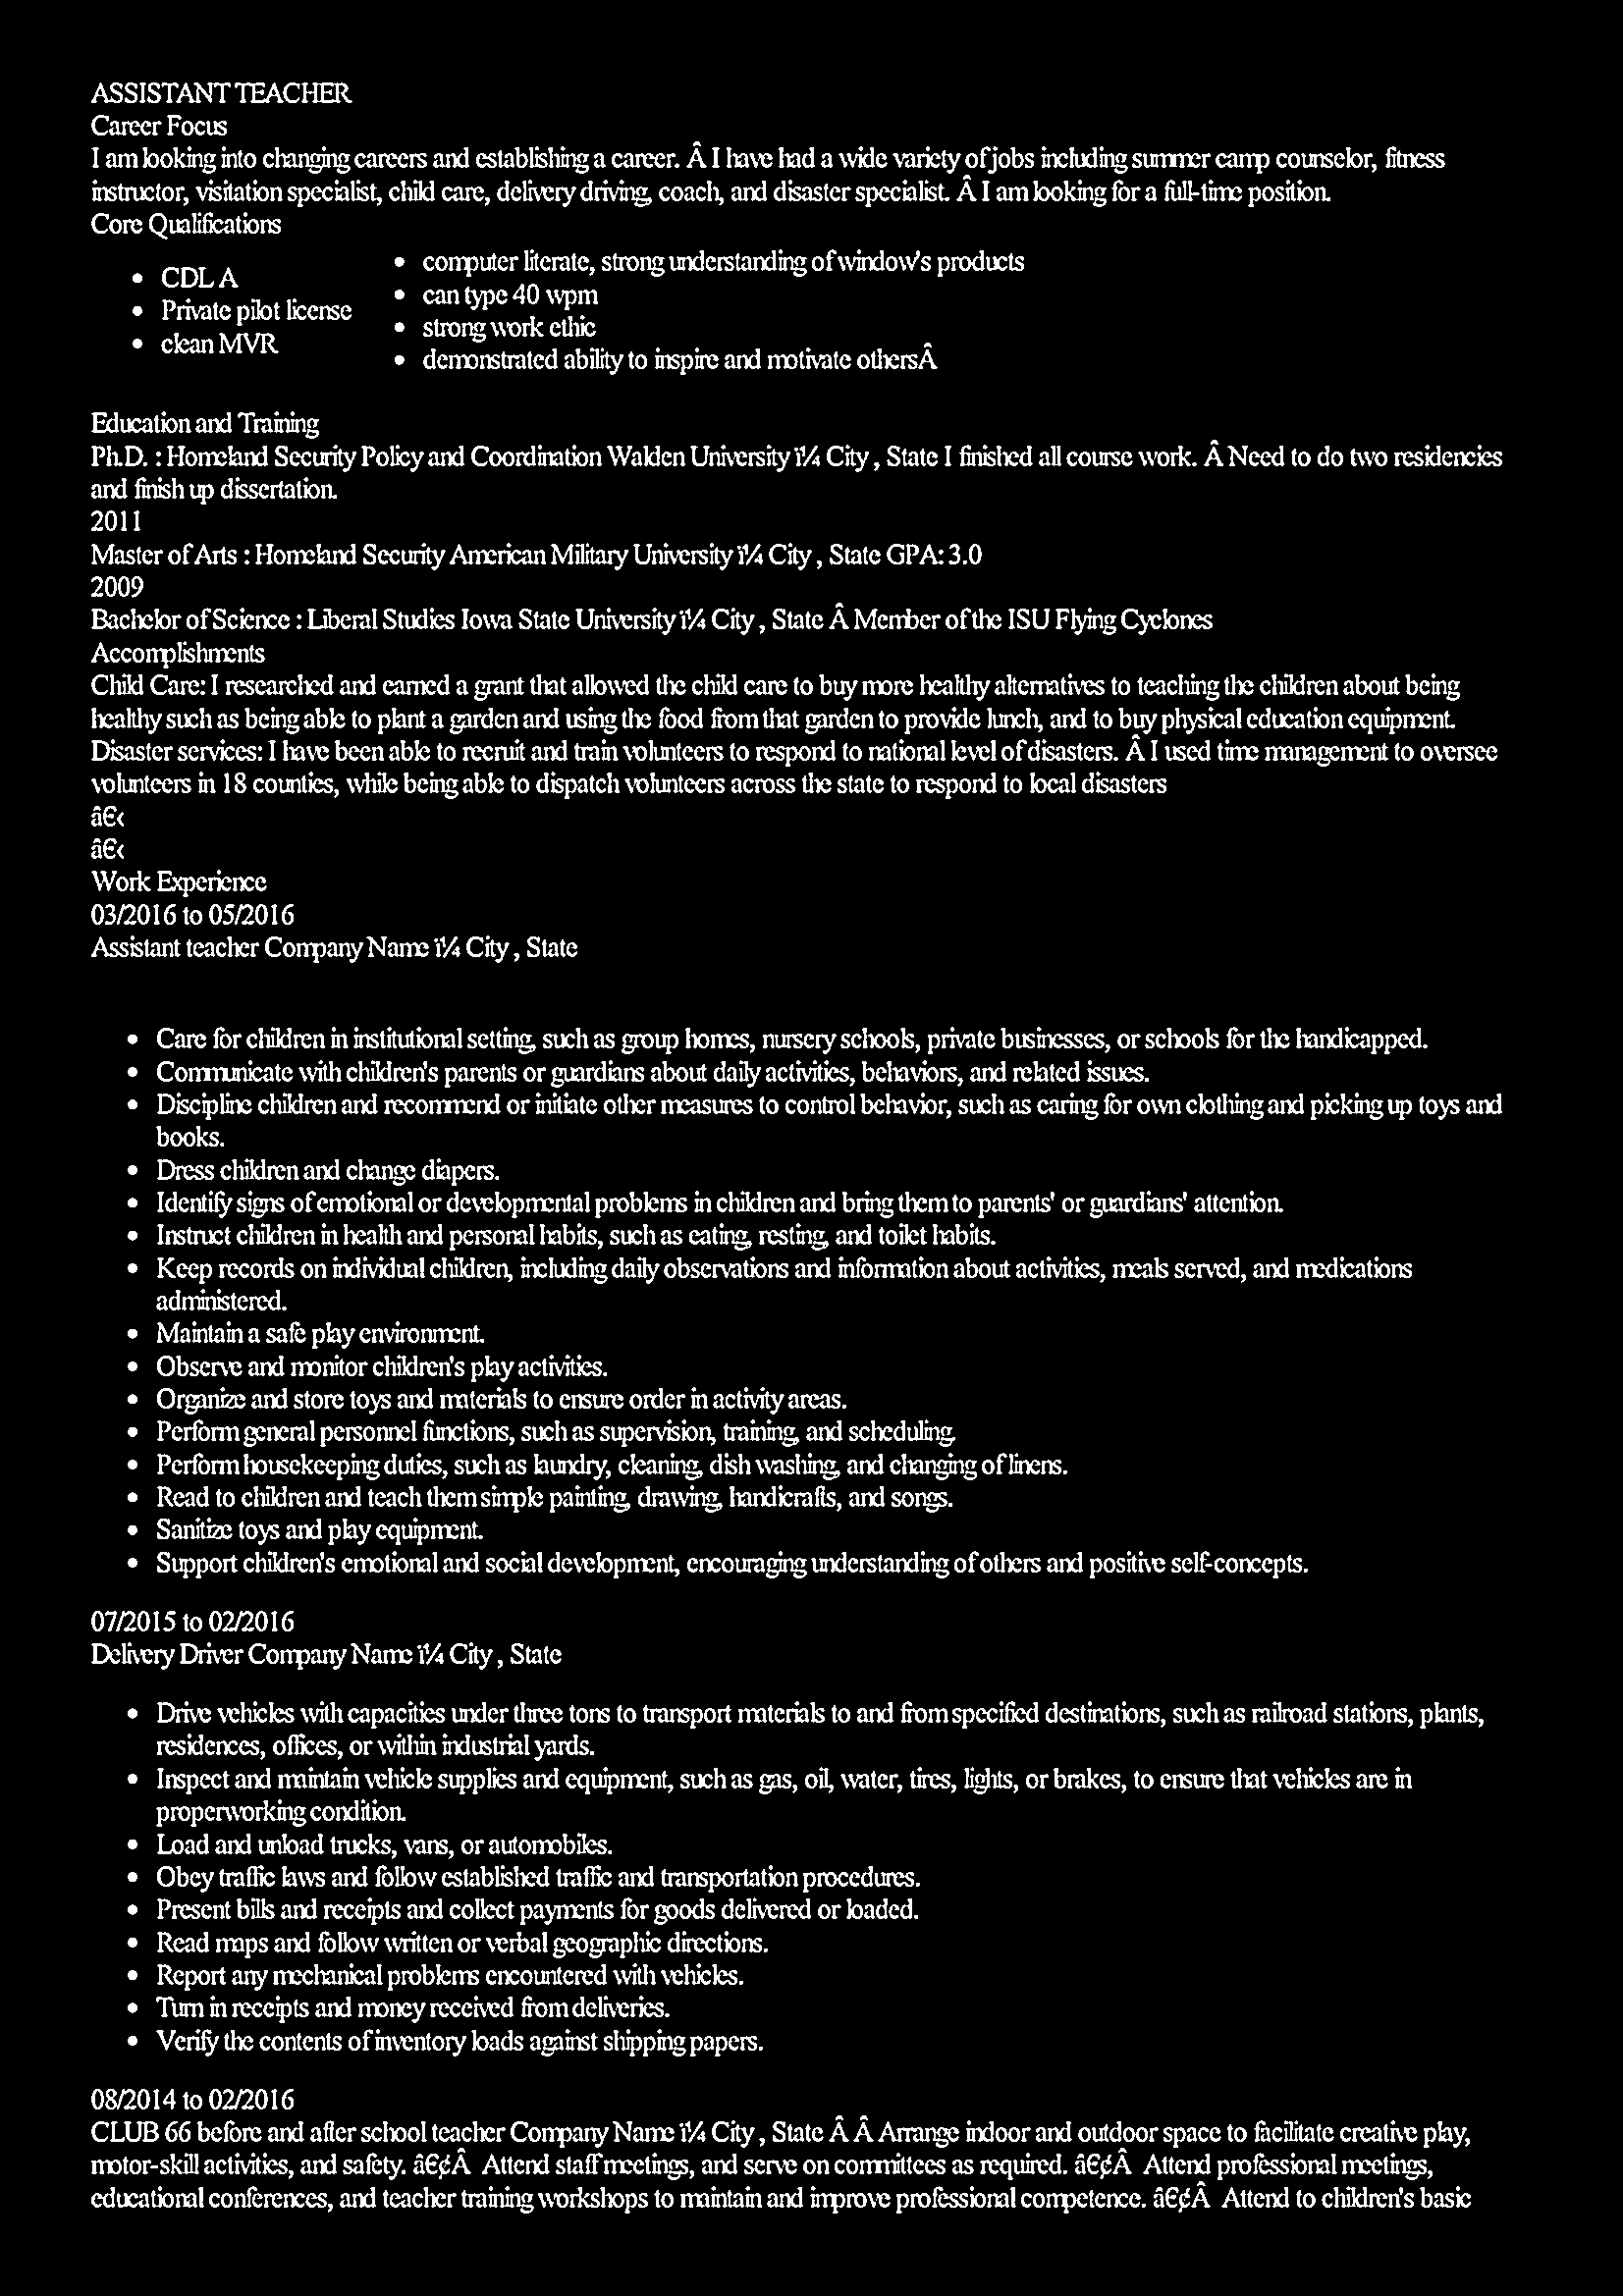 ASSISTANT TEACHER
Career Focus
I am looking into changing careers and establishing a career. Â I have had a wide variety of jobs including summer camp counselor, fitness
instructor, visitation specialist, child care, delivery driving, coach, and disaster specialist. Â I am looking for a full-time position.
Core Qualifications
• CDL A
• Private pilot license
• clean MVR
• computer literate, strong understanding of window's products
• can type 40 wpm
• strong work ethic
• demonstrated ability to inspire and motivate othersÂ
Education and Training
Ph.D. : Homeland Security Policy and Coordination Walden University ï¼ City , State I finished all course work. Â Need to do two residencies
and finish up dissertation.
2011
Master of Arts : Homeland Security American Military University ï¼ City , State GPA: 3.0
2009
Bachelor of Science : Liberal Studies Iowa State University ï¼ City , State Â Member of the ISU Flying Cyclones
Accomplishments
Child Care: I researched and earned a grant that allowed the child care to buy more healthy alternatives to teaching the children about being
healthy such as being able to plant a garden and using the food from that garden to provide lunch, and to buy physical education equipment.
Disaster services: I have been able to recruit and train volunteers to respond to national level of disasters. Â I used time management to oversee
volunteers in 18 counties, while being able to dispatch volunteers across the state to respond to local disasters
â€‹
â€‹
Work Experience
03/2016 to 05/2016
Assistant teacher Company Name ï¼ City , State
• Care for children in institutional setting, such as group homes, nursery schools, private businesses, or schools for the handicapped.
• Communicate with children's parents or guardians about daily activities, behaviors, and related issues.
• Discipline children and recommend or initiate other measures to control behavior, such as caring for own clothing and picking up toys and
books.
• Dress children and change diapers.
• Identify signs of emotional or developmental problems in children and bring them to parents' or guardians' attention.
• Instruct children in health and personal habits, such as eating, resting, and toilet habits.
• Keep records on individual children, including daily observations and information about activities, meals served, and medications
administered.
• Maintain a safe play environment.
• Observe and monitor children's play activities.
• Organize and store toys and materials to ensure order in activity areas.
• Perform general personnel functions, such as supervision, training, and scheduling.
• Perform housekeeping duties, such as laundry, cleaning, dish washing, and changing of linens.
• Read to children and teach them simple painting, drawing, handicrafts, and songs.
• Sanitize toys and play equipment.
• Support children's emotional and social development, encouraging understanding of others and positive self-concepts.
07/2015 to 02/2016
Delivery Driver Company Name ï¼ City , State
• Drive vehicles with capacities under three tons to transport materials to and from specified destinations, such as railroad stations, plants,
residences, offices, or within industrial yards.
• Inspect and maintain vehicle supplies and equipment, such as gas, oil, water, tires, lights, or brakes, to ensure that vehicles are in
properworking condition.
• Load and unload trucks, vans, or automobiles.
• Obey traffic laws and follow established traffic and transportation procedures.
• Present bills and receipts and collect payments for goods delivered or loaded.
• Read maps and follow written or verbal geographic directions.
• Report any mechanical problems encountered with vehicles.
• Turn in receipts and money received from deliveries.
• Verify the contents of inventory loads against shipping papers.
08/2014 to 02/2016
CLUB 66 before and after school teacher Company Name ï¼ City , State Â Â Arrange indoor and outdoor space to facilitate creative play,
motor-skill activities, and safety. â€¢Â  Attend staff meetings, and serve on committees as required. â€¢Â  Attend professional meetings,
educational conferences, and teacher training workshops to maintain and improve professional competence. â€¢Â  Attend to children's basic